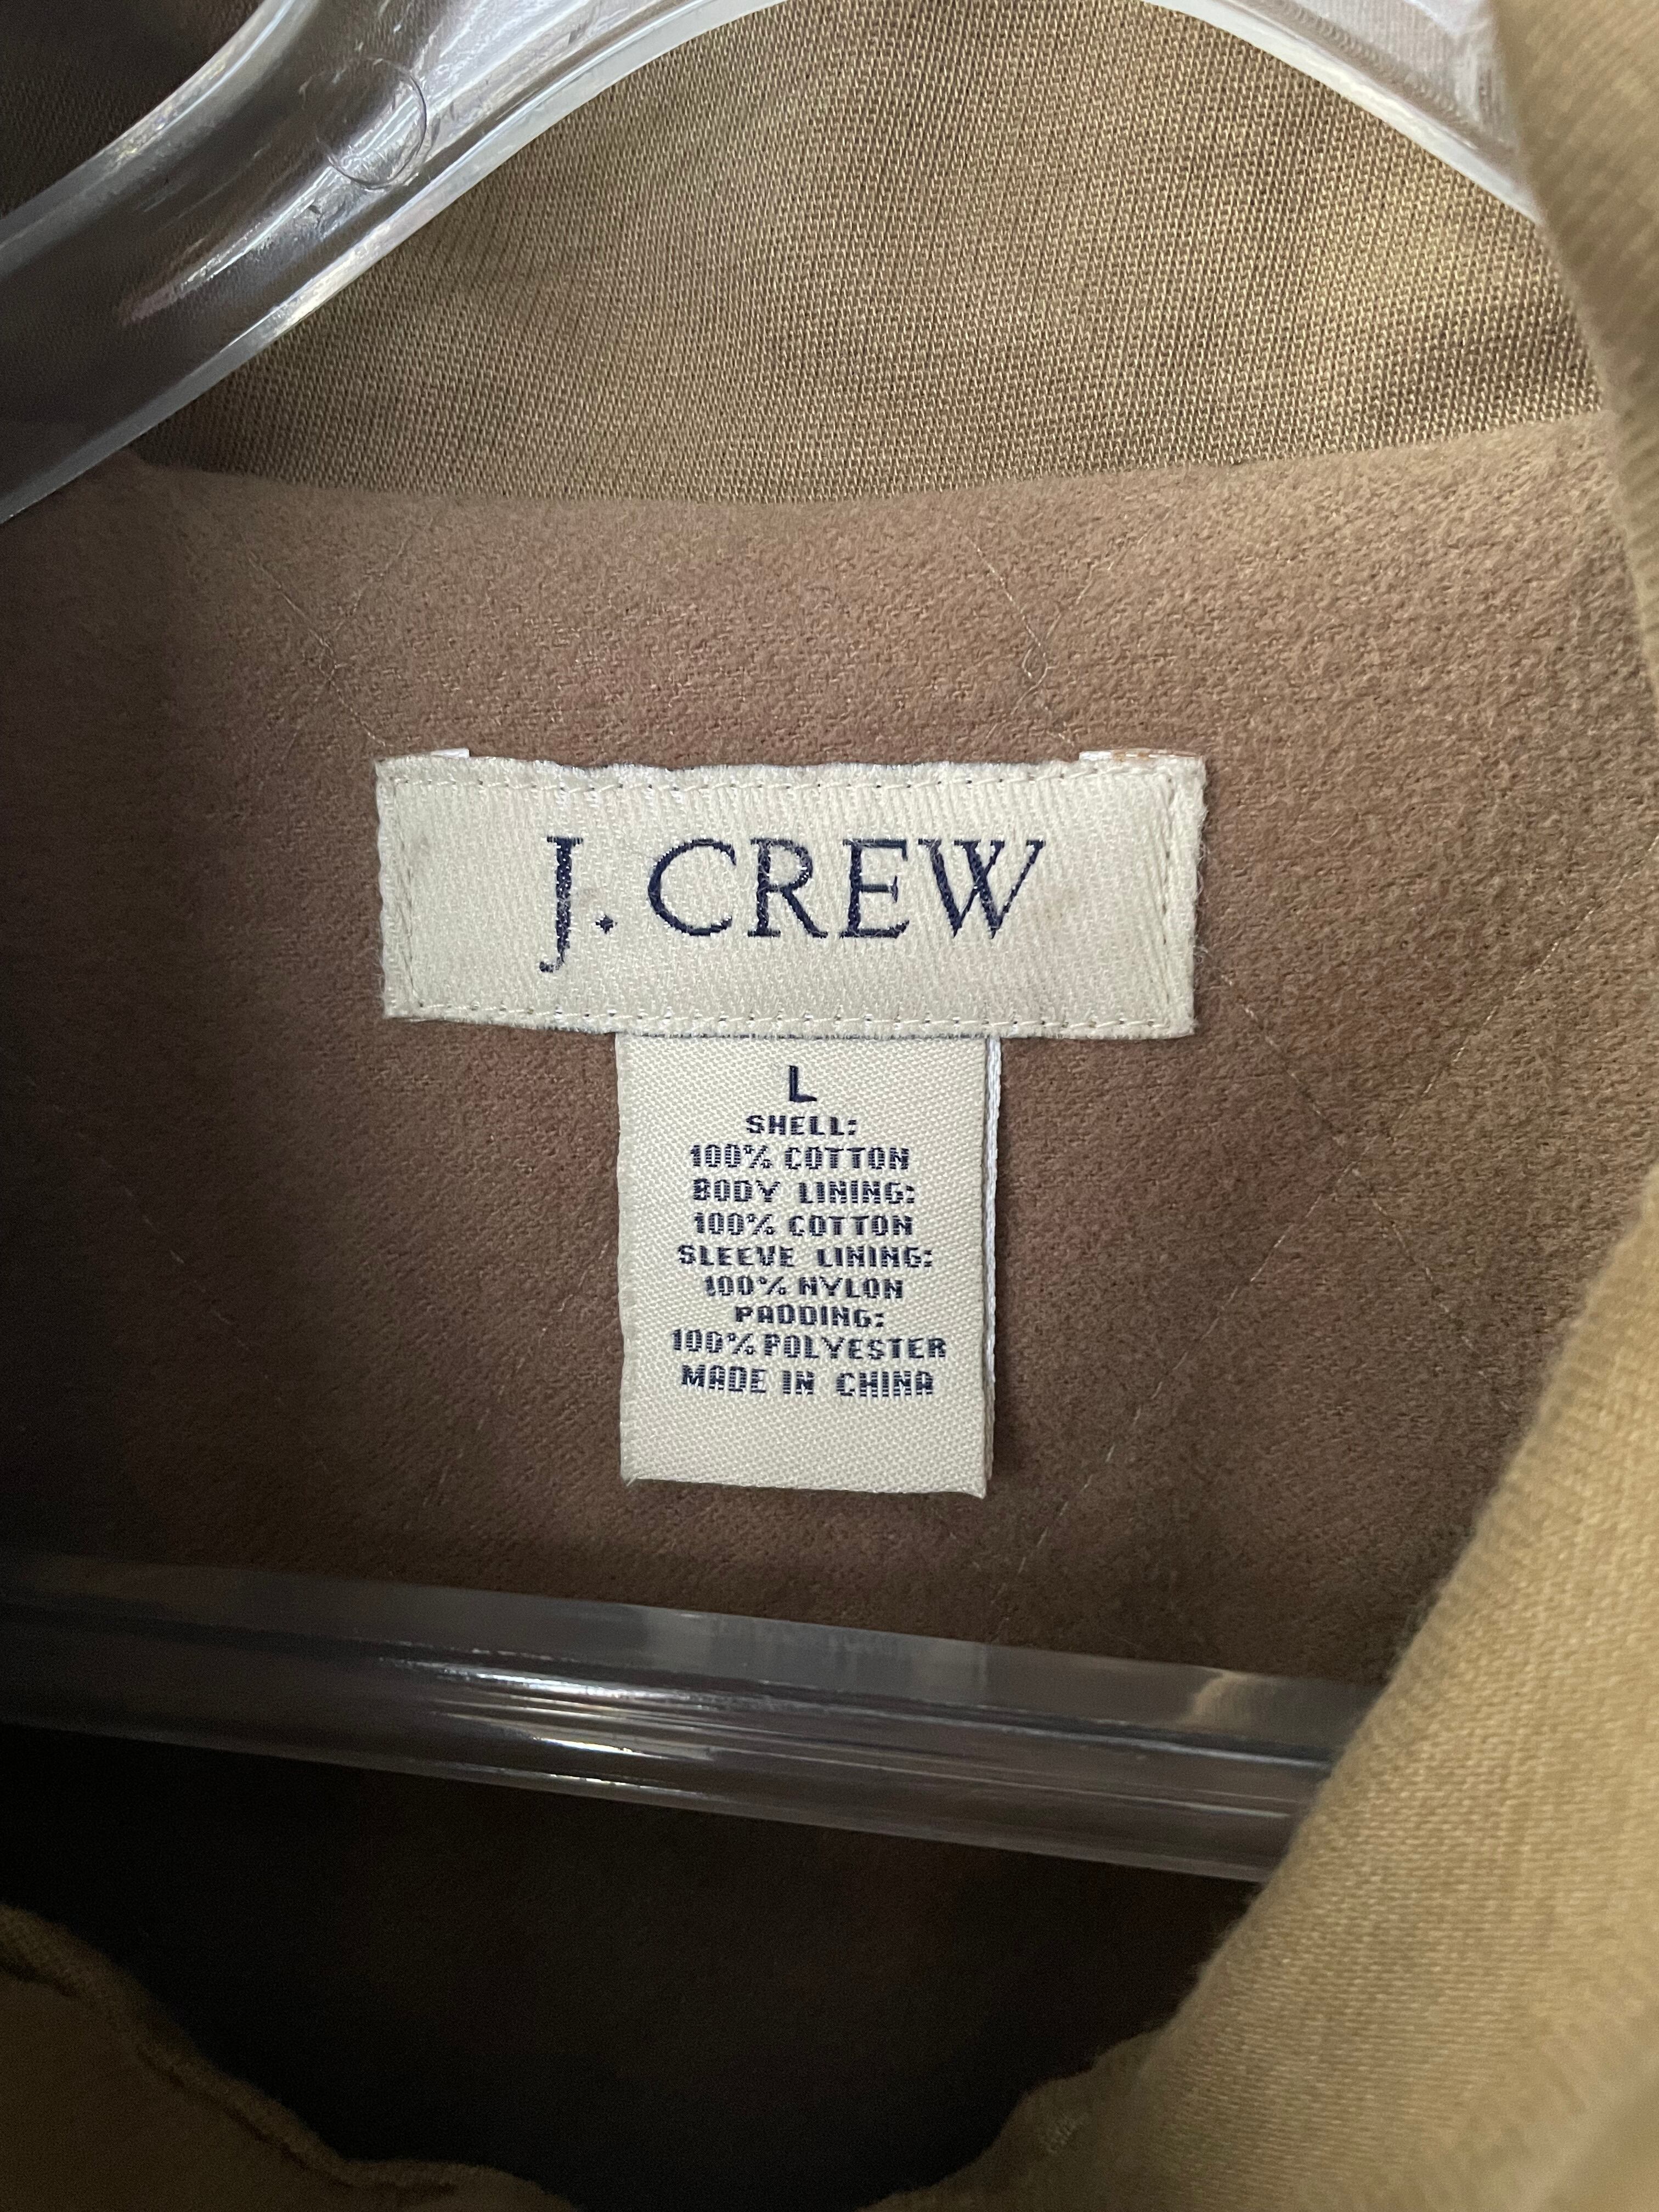 J. CREW
L
SHELL:
100% COTTON
BODY LINING:
100% COTTON
SLEEVE LINING:
100% NYLON
PADDING:
100% POLYESTER
MADE IN CHINA